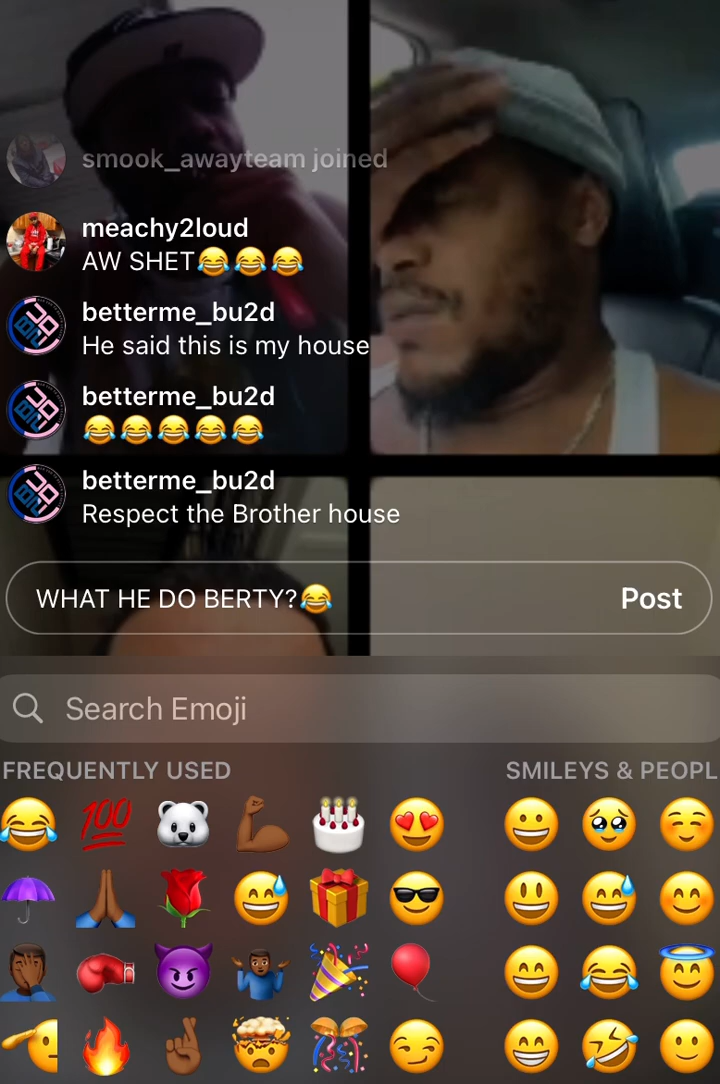 smook_awayteam joined
meachy2loud
AW SHET😂😂😂
betterme_bu2d
He said this is my house
betterme_bu2d
😂😂😂😂😂
betterme_bu2d
Respect the Brother house
WHAT HE DO BERTY?😂
Post
Search Emoji
FREQUENTLY USED
SMILEYS & PEOPL